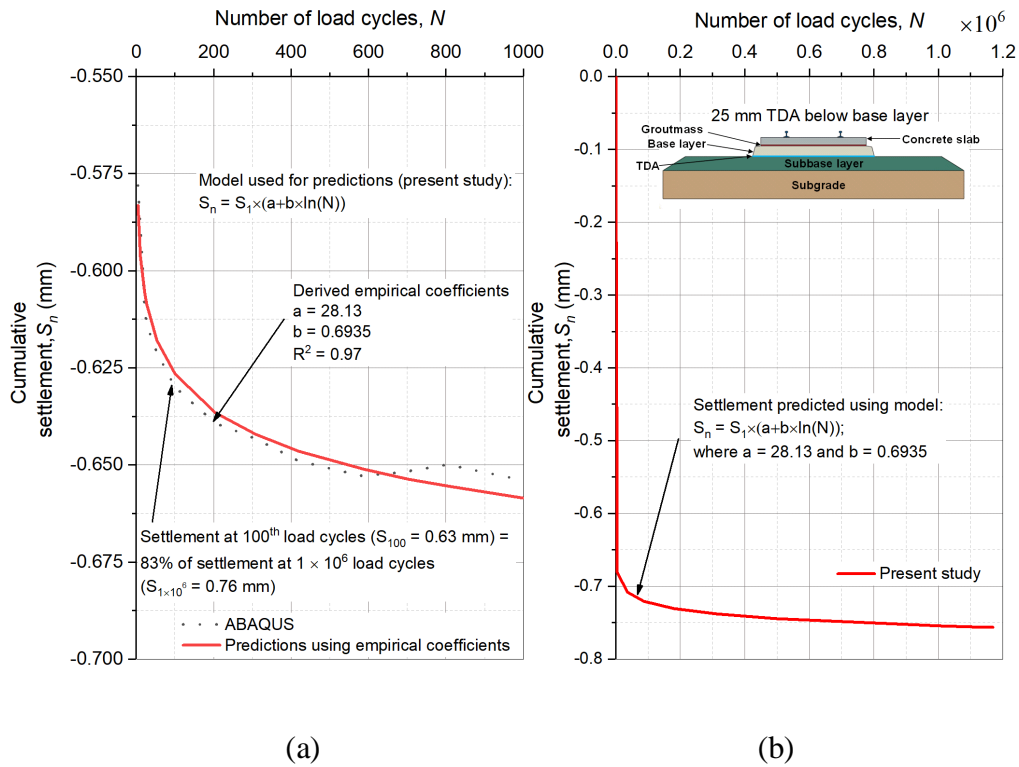 Number of load cycles, N
0 200 400 600 800 1000
-0.550
-0.575
-0.600
-0.625
-0.650
-0.675
-0.700
Cumulative
settlement,Sn (mm)
Model used for predictions (present study):
Sn = S1×(a+b×ln(N))
Derived empirical coefficients
a = 28.13
b = 0.6935
R² = 0.97
Settlement at 100th load cycles (S100 = 0.63 mm) =
83% of settlement at 1 × 10⁶ load cycles
(S1×10⁶ = 0.76 mm)
ABAQUS
Predictions using empirical coefficients
(a)
Number of load cycles, N
×10⁶
0.0 0.2 0.4 0.6 0.8 1.0 1.2
0.0
-0.1
-0.2
-0.3
-0.4
-0.5
-0.6
-0.7
-0.8
Cumulative
settlement,Sn (mm)
25 mm TDA below base layer
Groutmass
Base layer
TDA
Concrete slab
Subbase layer
Subgrade
Settlement predicted using model:
Sn = S1×(a+b×ln(N));
where a = 28.13 and b = 0.6935
Present study
(b)